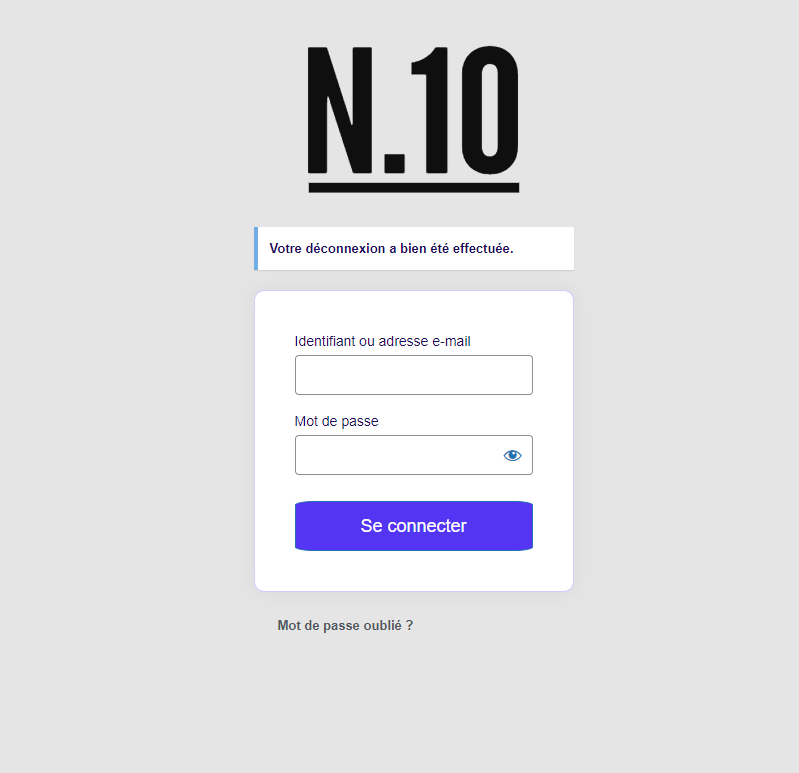 N.10
Votre déconnexion a bien été effectuée.
Identifiant ou adresse e-mail
Mot de passe
Se connecter
Mot de passe oublié ?